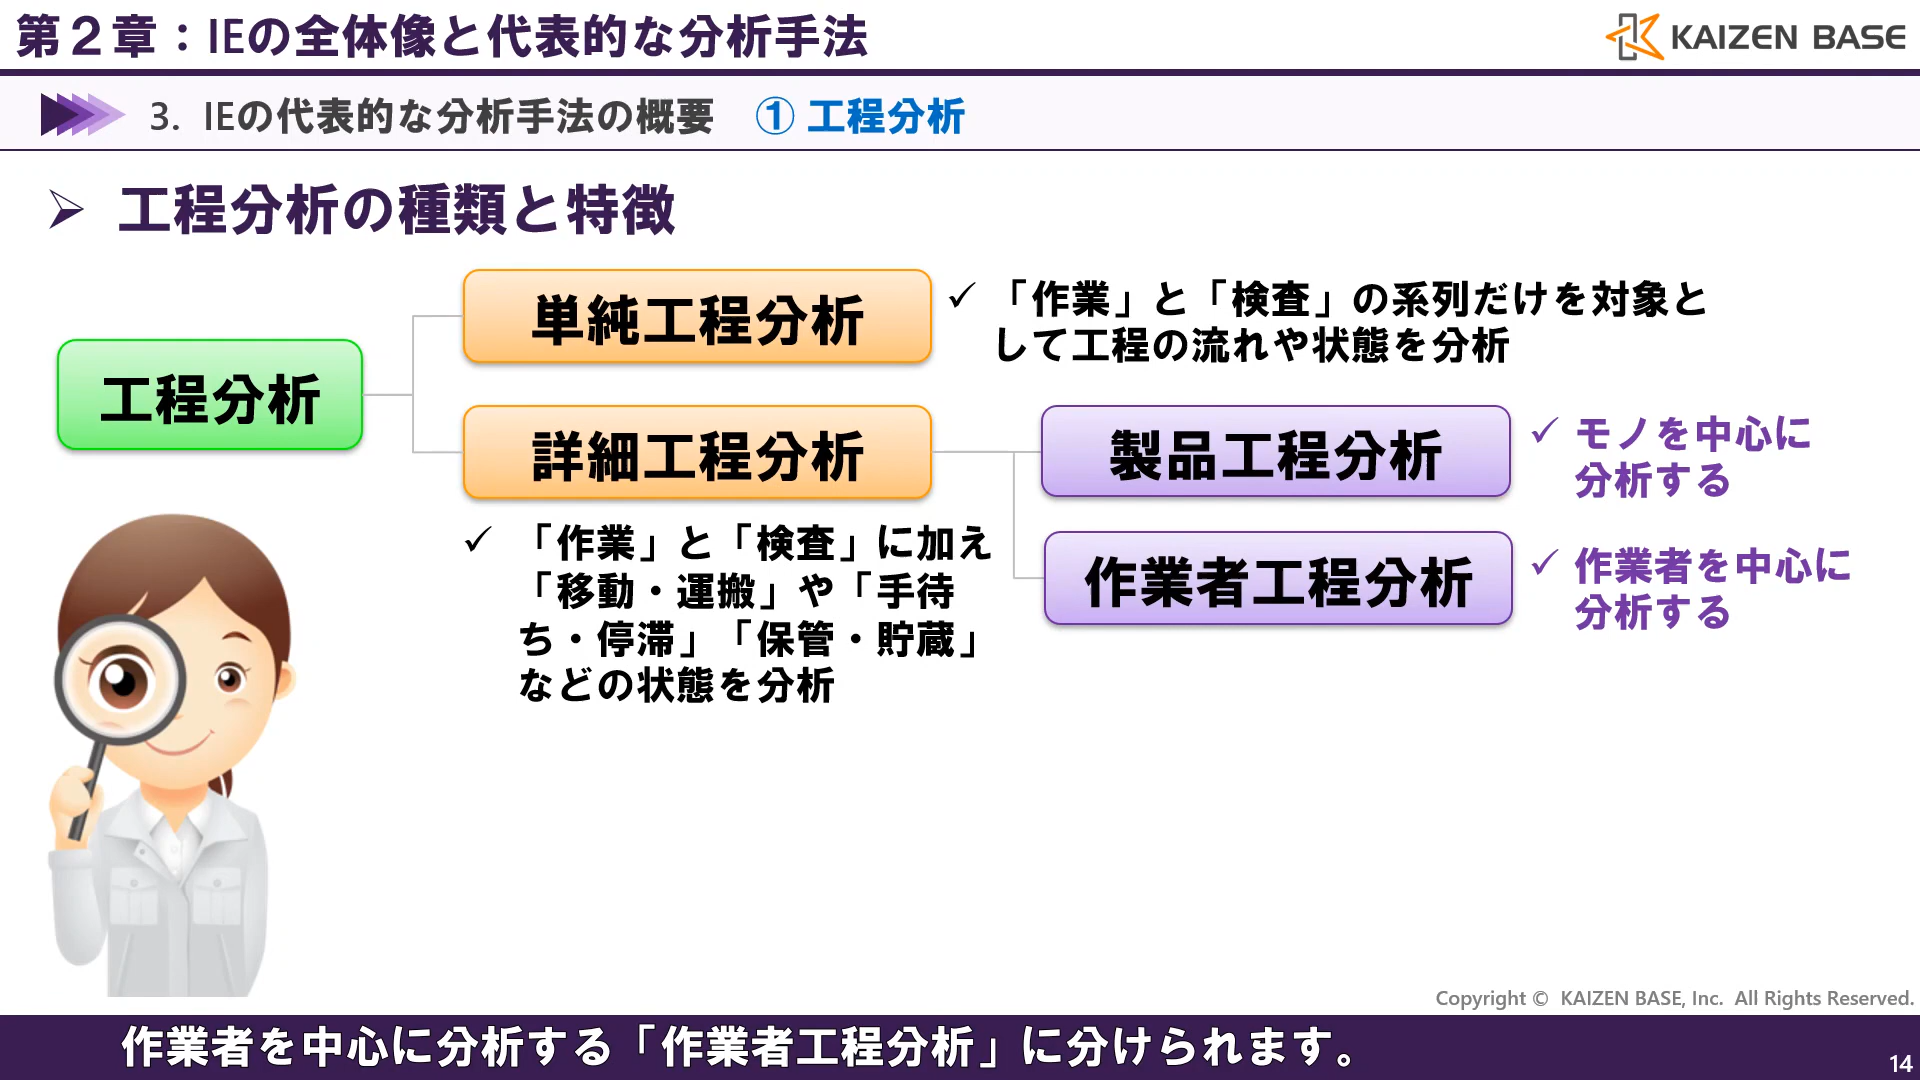 第２章：IEの全体像と代表的な分析手法
KAIZEN BASE
3. IEの代表的な分析手法の概要 ① 工程分析
➢ 工程分析の種類と特徴
工程分析
単純工程分析
✓ 「作業」と「検査」の系列だけを対象と
して工程の流れや状態を分析
詳細工程分析
✓ 「作業」と「検査」に加え
「移動・運搬」や「手待
ち・停滞」「保管・貯蔵」
などの状態を分析
製品工程分析
✓ モノを中心に
分析する
作業者工程分析
✓ 作業者を中心に
分析する
Copyright © KAIZEN BASE, Inc. All Rights Reserved.
作業者を中心に分析する「作業者工程分析」に分けられます。
14